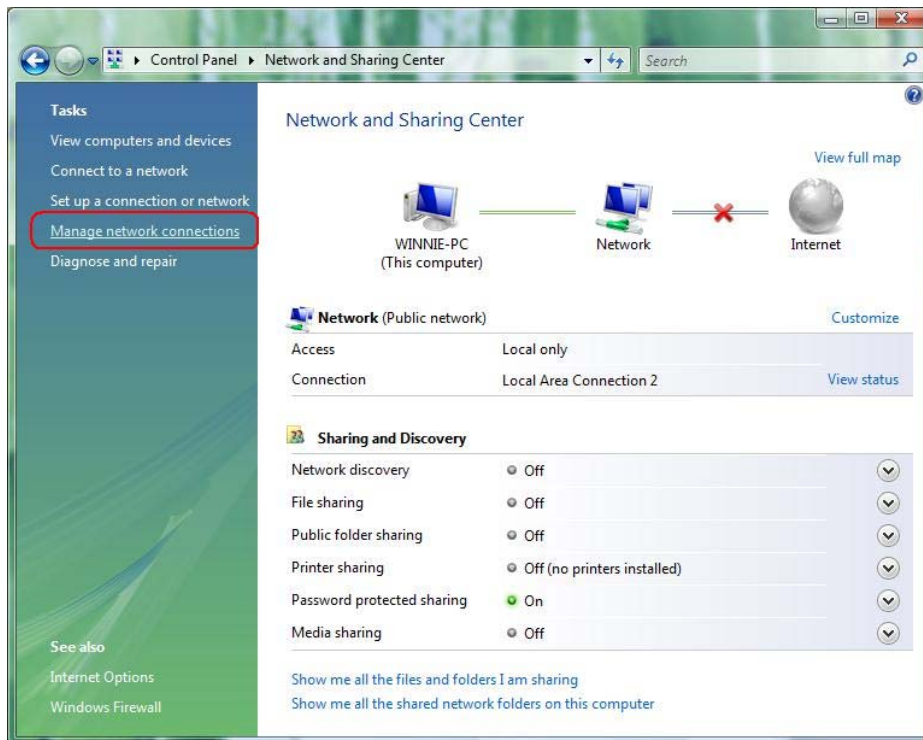 Control Panel Network and Sharing Center Search
Tasks
View computers and devices
Connect to a network
Set up a connection or network
Manage network connections
Diagnose and repair
See also
Internet Options
Windows Firewall
Network and Sharing Center
View full map
WINNIE-PC
(This computer)
Network
Internet
Network (Public network) Customize
Access Local only
Connection Local Area Connection 2 View status
Sharing and Discovery
Network discovery Off
File sharing Off
Public folder sharing Off
Printer sharing Off (no printers installed)
Password protected sharing On
Media sharing Off
Show me all the files and folders I am sharing
Show me all the shared network folders on this computer